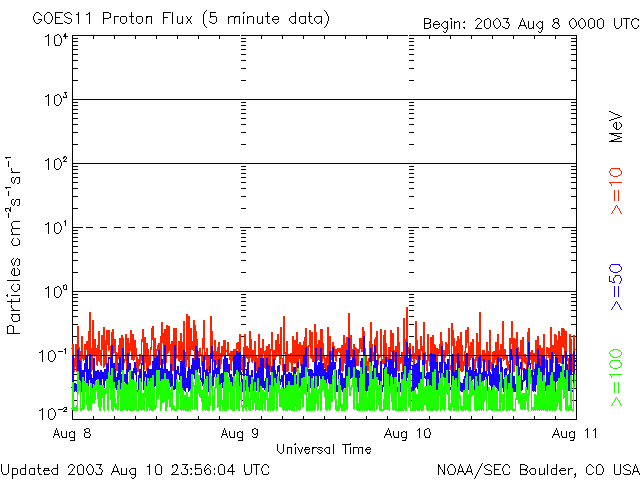 GOES11 Proton Flux (5 minute data)
Begin: 2003 Aug 8 0000 UTC
Particles cm⁻²s⁻¹sr⁻¹
10⁴
10³
10²
10¹
10⁰
10⁻¹
10⁻²
MeV
>=10
>=50
>=100
Aug 8
Aug 9
Aug 10
Aug 11
Universal Time
Updated 2003 Aug 10 23:56:04 UTC
NOAA/SEC Boulder, CO USA